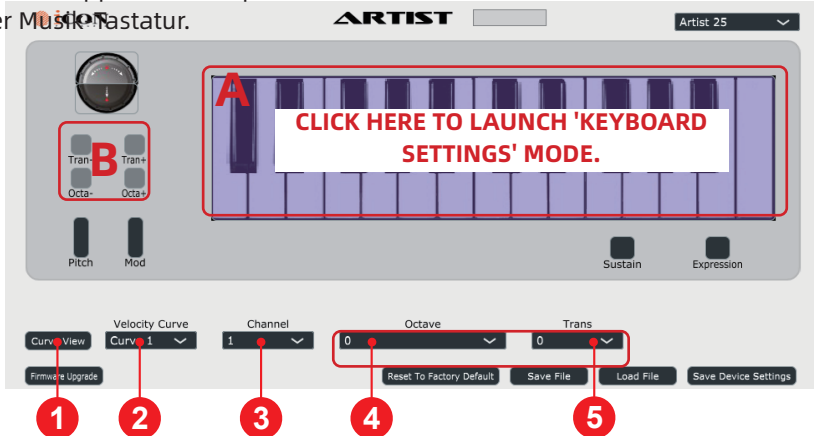 er Musik-Tastatur.
icon
ARTIST
Artist 25
A
CLICK HERE TO LAUNCH 'KEYBOARD
SETTINGS' MODE.
B
Tran- Tran+
Octa- Octa+
Pitch Mod
Sustain Expression
Velocity Curve Channel Octave Trans
Curve View Curve 1 1 0 0
Firmware Upgrade Reset To Factory Default Save File Load File Save Device Settings
1 2 3 4 5